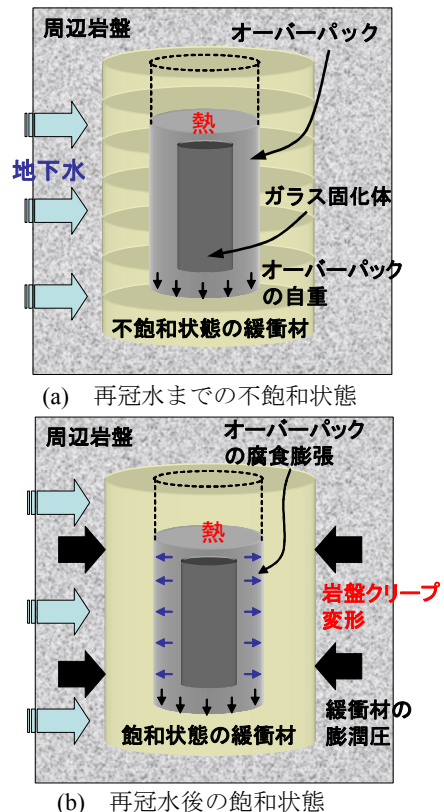 周辺岩盤
オーバーパック
熱
地下水
ガラス固化体
オーバーパック
の自重
不飽和状態の緩衝材
(a) 再冠水までの不飽和状態
周辺岩盤
オーバーパック
の腐食膨張
熱
岩盤クリープ
変形
緩衝材の
膨潤圧
飽和状態の緩衝材
(b) 再冠水後の飽和状態